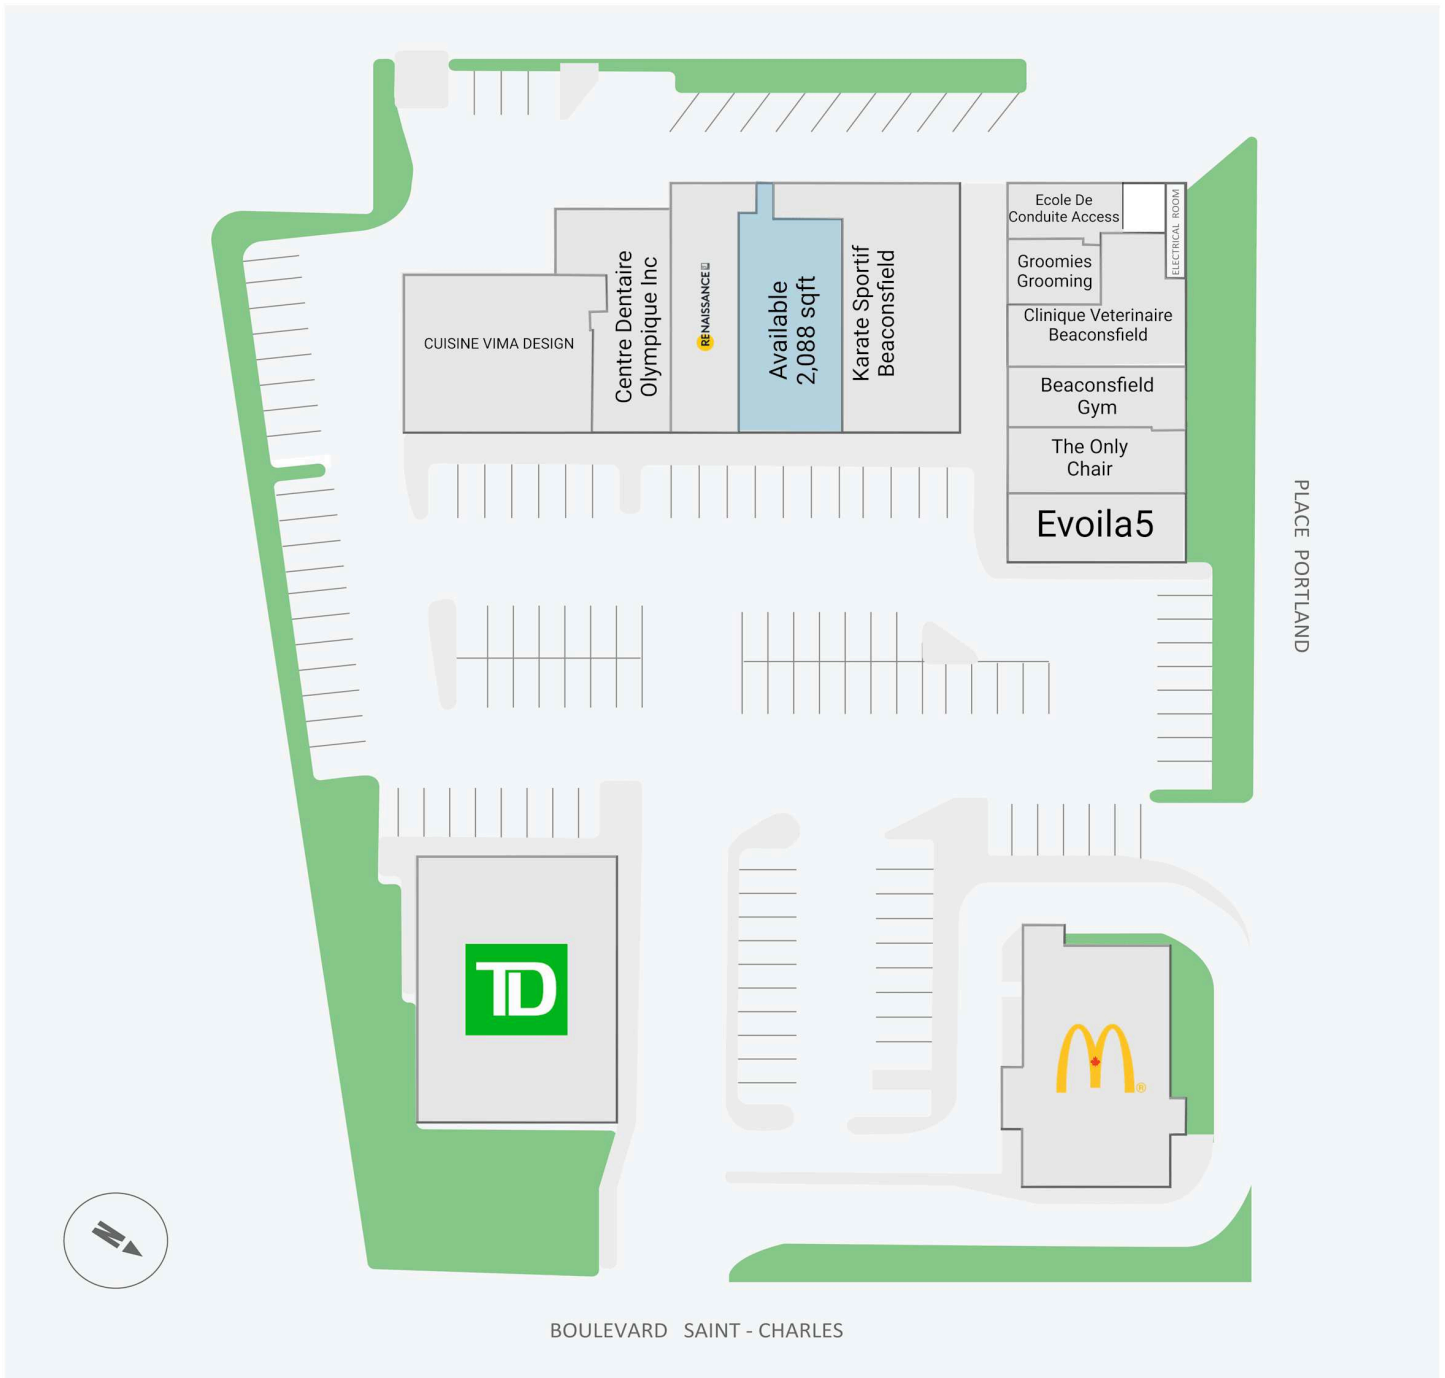 Ecole De
Conduite Access
ELECTRICAL ROOM
Groomies
Grooming
Clinique Veterinaire
Beaconsfield
CUISINE VIMA DESIGN
Centre Dentaire
Olympique Inc
RENAISSANCE
Available
2,088 sqft
Karate Sportif
Beaconsfield
Beaconsfield
Gym
The Only
Chair
Evoila5
PLACE PORTLAND
TD
M®
N
BOULEVARD SAINT - CHARLES